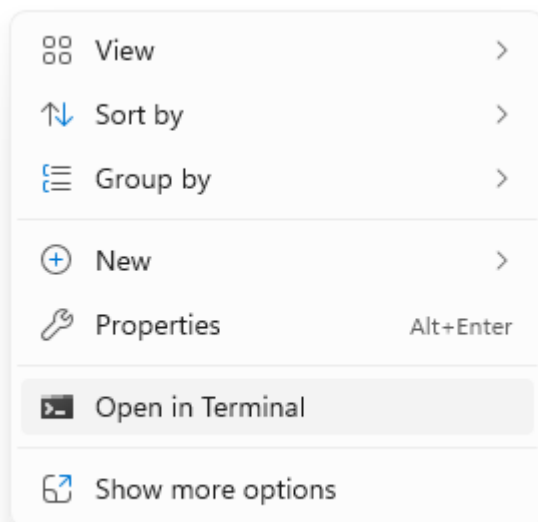 View
Sort by
Group by
New
Properties Alt+Enter
Open in Terminal
Show more options